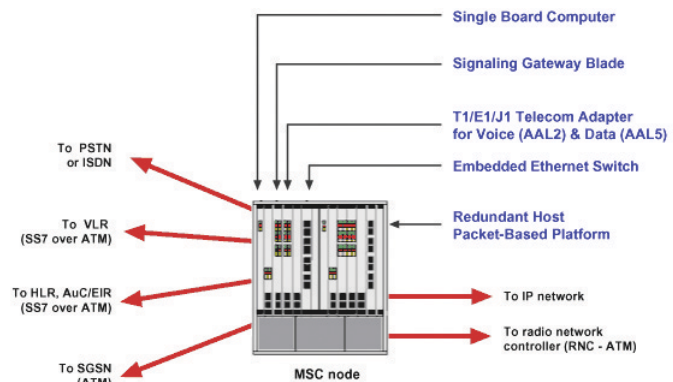 Single Board Computer
Signaling Gateway Blade
T1/E1/J1 Telecom Adapter
for Voice (AAL2) & Data (AAL5)
Embedded Ethernet Switch
Redundant Host
Packet-Based Platform
To PSTN
or ISDN
To VLR
(SS7 over ATM)
To HLR, AuC/EIR
(SS7 over ATM)
To SGSN
(ATM)
To IP network
To radio network
controller (RNC - ATM)
MSC node